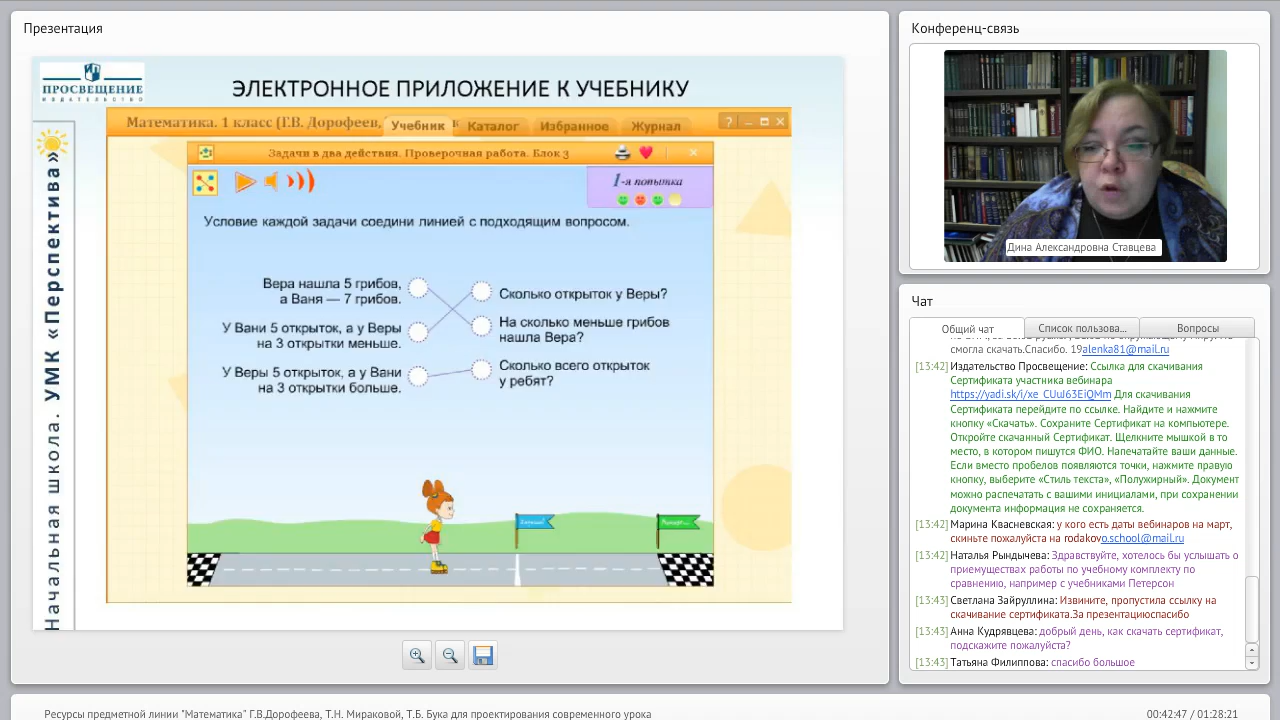 Презентация
ПРОСВЕЩЕНИЕ
ИЗДАТЕЛЬСТВО
ЭЛЕКТРОННОЕ ПРИЛОЖЕНИЕ К УЧЕБНИКУ
Начальная школа. УМК «Перспектива»
Математика. 1 класс (Г.В. Дорофеев,
Учебник Каталог Избранное Журнал
Задачи в два действия. Проверочная работа. Блок 3
1-я попытка
Условие каждой задачи соедини линией с подходящим вопросом.
Вера нашла 5 грибов,
а Ваня — 7 грибов.
У Вани 5 открыток, а у Веры
на 3 открытки меньше.
У Веры 5 открыток, а у Вани
на 3 открытки больше.
Сколько открыток у Веры?
На сколько меньше грибов
нашла Вера?
Сколько всего открыток
у ребят?
Конференц-связь
Дина Александровна Ставцева
Чат
Общий чат Список пользова... Вопросы
смогла скачать.Спасибо. 19alenka81@mail.ru
[13:42] Издательство Просвещение: Ссылка для скачивания
Сертификата участника вебинара
https://yadi.sk/i/xe_CUuJ63EiQMm Для скачивания
Сертификата перейдите по ссылке. Найдите и нажмите
кнопку «Скачать». Сохраните Сертификат на компьютере.
Откройте скачанный Сертификат. Щелкните мышкой в то
место, в котором пишутся ФИО. Напечатайте ваши данные.
Если вместо пробелов появляются точки, нажмите правую
кнопку, выберите «Стиль текста», «Полужирный». Документ
можно распечатать с вашими инициалами, при сохранении
документа информация не сохраняется.
[13:42] Марина Квасневская: у кого есть даты вебинаров на март,
скиньте пожалуйста на rodakovo.school@mail.ru
[13:42] Наталья Рындычева: Здравствуйте, хотелось бы услышать о
приемуществах работы по учебному комплекту по
сравнению, например с учебниками Петерсон
[13:43] Светлана Зайруллина: Извините, пропустила ссылку на
скачивание сертификата.За презентациюспасибо
[13:43] Анна Кудрявцева: добрый день, как скачать сертификат,
подскажите пожалуйста?
[13:43] Татьяна Филиппова: спасибо большое
Ресурсы предметной линии "Математика" Г.В.Дорофеева, Т.Н. Мираковой, Т.Б. Бука для проектирования современного урока
00:42:47 / 01:28:21